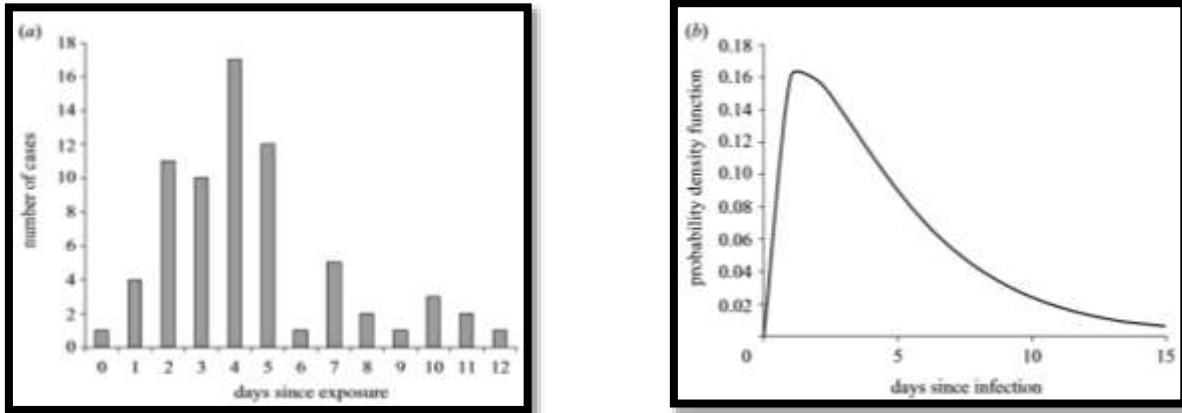 (a)
18
16
14
12
10
8
6
4
2
0
number of cases
0 1 2 3 4 5 6 7 8 9 10 11 12
days since exposure
(b)
0.18
0.16
0.14
0.12
0.10
0.08
0.06
0.04
0.02
probability density function
0 5 10 15
days since infection